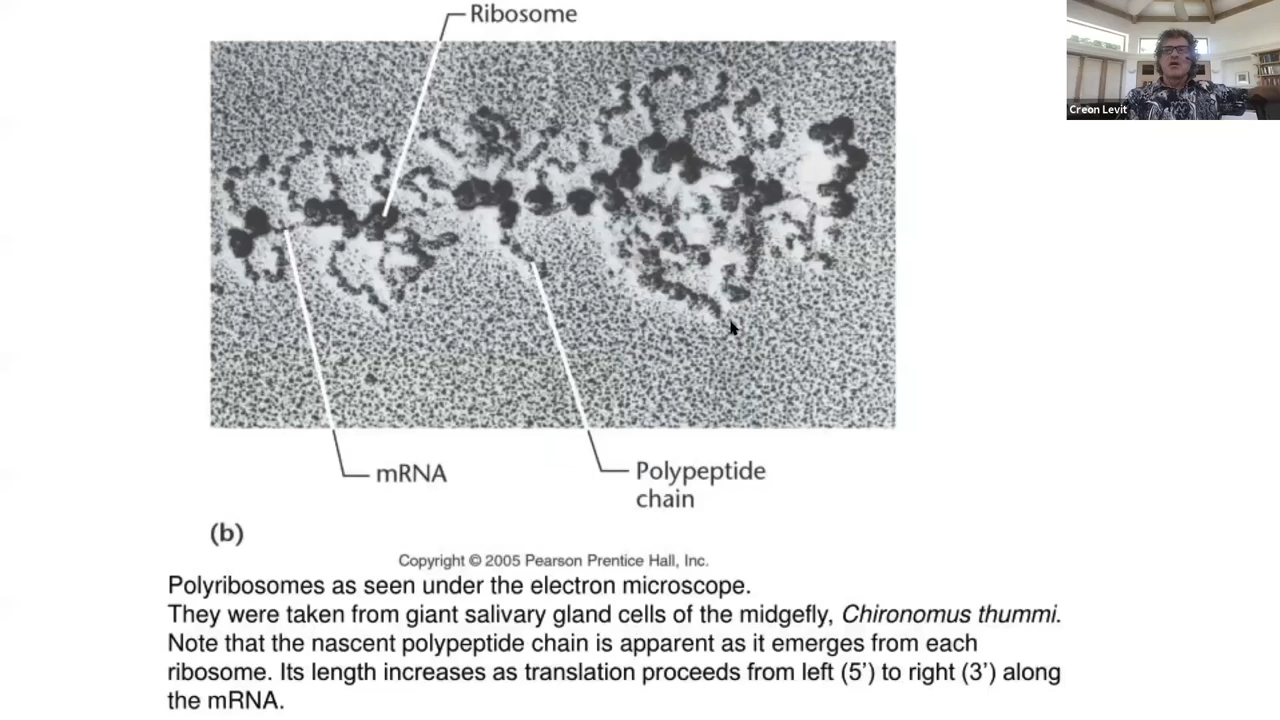 Ribosome
Creon Levit
mRNA
Polypeptide
chain
(b)
Copyright © 2005 Pearson Prentice Hall, Inc.
Polyribosomes as seen under the electron microscope.
They were taken from giant salivary gland cells of the midgefly, Chironomus thummi.
Note that the nascent polypeptide chain is apparent as it emerges from each
ribosome. Its length increases as translation proceeds from left (5’) to right (3’) along
the mRNA.